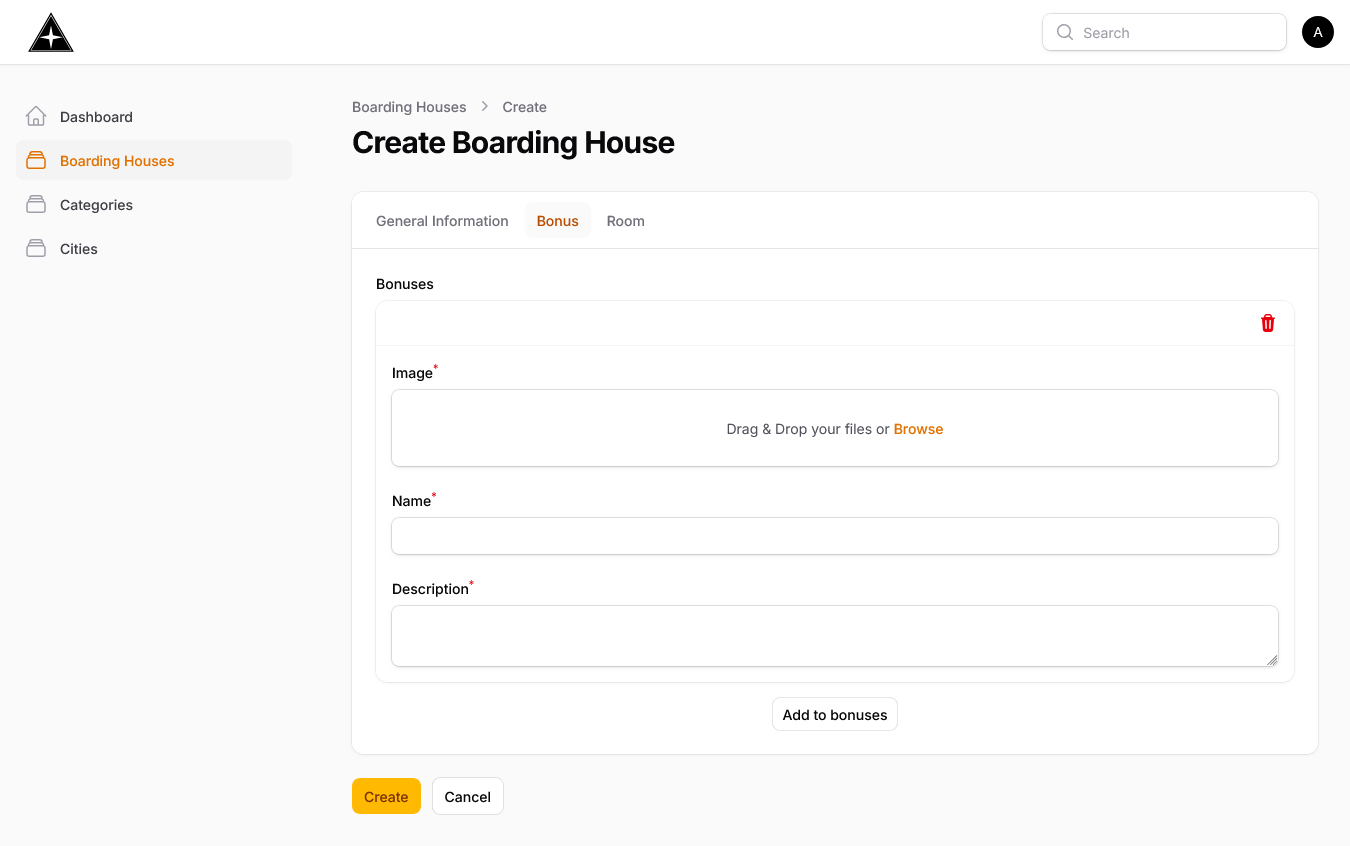 Search
A
Dashboard
Boarding Houses
Categories
Cities
Boarding Houses > Create
Create Boarding House
General Information Bonus Room
Bonuses
Image*
Drag & Drop your files or Browse
Name*
Description*
Add to bonuses
Create Cancel